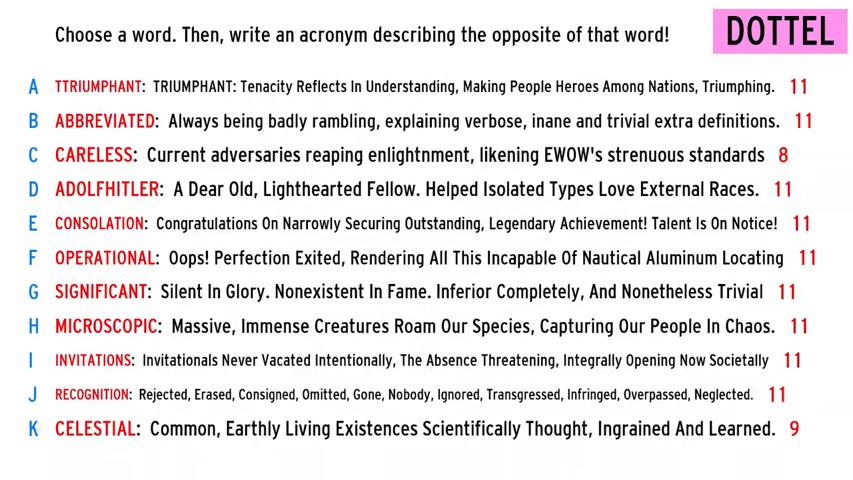 Choose a word. Then, write an acronym describing the opposite of that word!
DOTTEL
A TTRIUMPHANT: TRIUMPHANT: Tenacity Reflects In Understanding, Making People Heroes Among Nations, Triumphing. 11
B ABBREVIATED: Always being badly rambling, explaining verbose, inane and trivial extra definitions. 11
C CARELESS: Current adversaries reaping enlightnment, likening EWOW's strenuous standards 8
D ADOLFHITLER: A Dear Old, Lighthearted Fellow. Helped Isolated Types Love External Races. 11
E CONSOLATION: Congratulations On Narrowly Securing Outstanding, Legendary Achievement! Talent Is On Notice! 11
F OPERATIONAL: Oops! Perfection Exited, Rendering All This Incapable Of Nautical Aluminum Locating 11
G SIGNIFICANT: Silent In Glory. Nonexistent In Fame. Inferior Completely, And Nonetheless Trivial 11
H MICROSCOPIC: Massive, Immense Creatures Roam Our Species, Capturing Our People In Chaos. 11
I INVITATIONS: Invitationals Never Vacated Intentionally, The Absence Threatening, Integrally Opening Now Societally 11
J RECOGNITION: Rejected, Erased, Consigned, Omitted, Gone, Nobody, Ignored, Transgressed, Infringed, Overpassed, Neglected. 11
K CELESTIAL: Common, Earthly Living Existences Scientifically Thought, Ingrained And Learned. 9